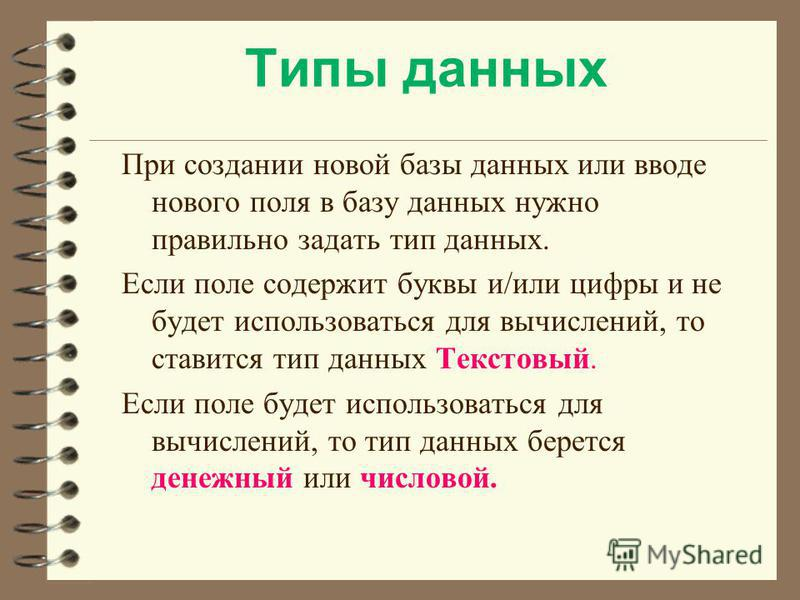 Типы данных
При создании новой базы данных или вводе
нового поля в базу данных нужно
правильно задать тип данных.
Если поле содержит буквы и/или цифры и не
будет использоваться для вычислений, то
ставится тип данных Текстовый.
Если поле будет использоваться для
вычислений, то тип данных берется
денежный или числовой.
MyShared